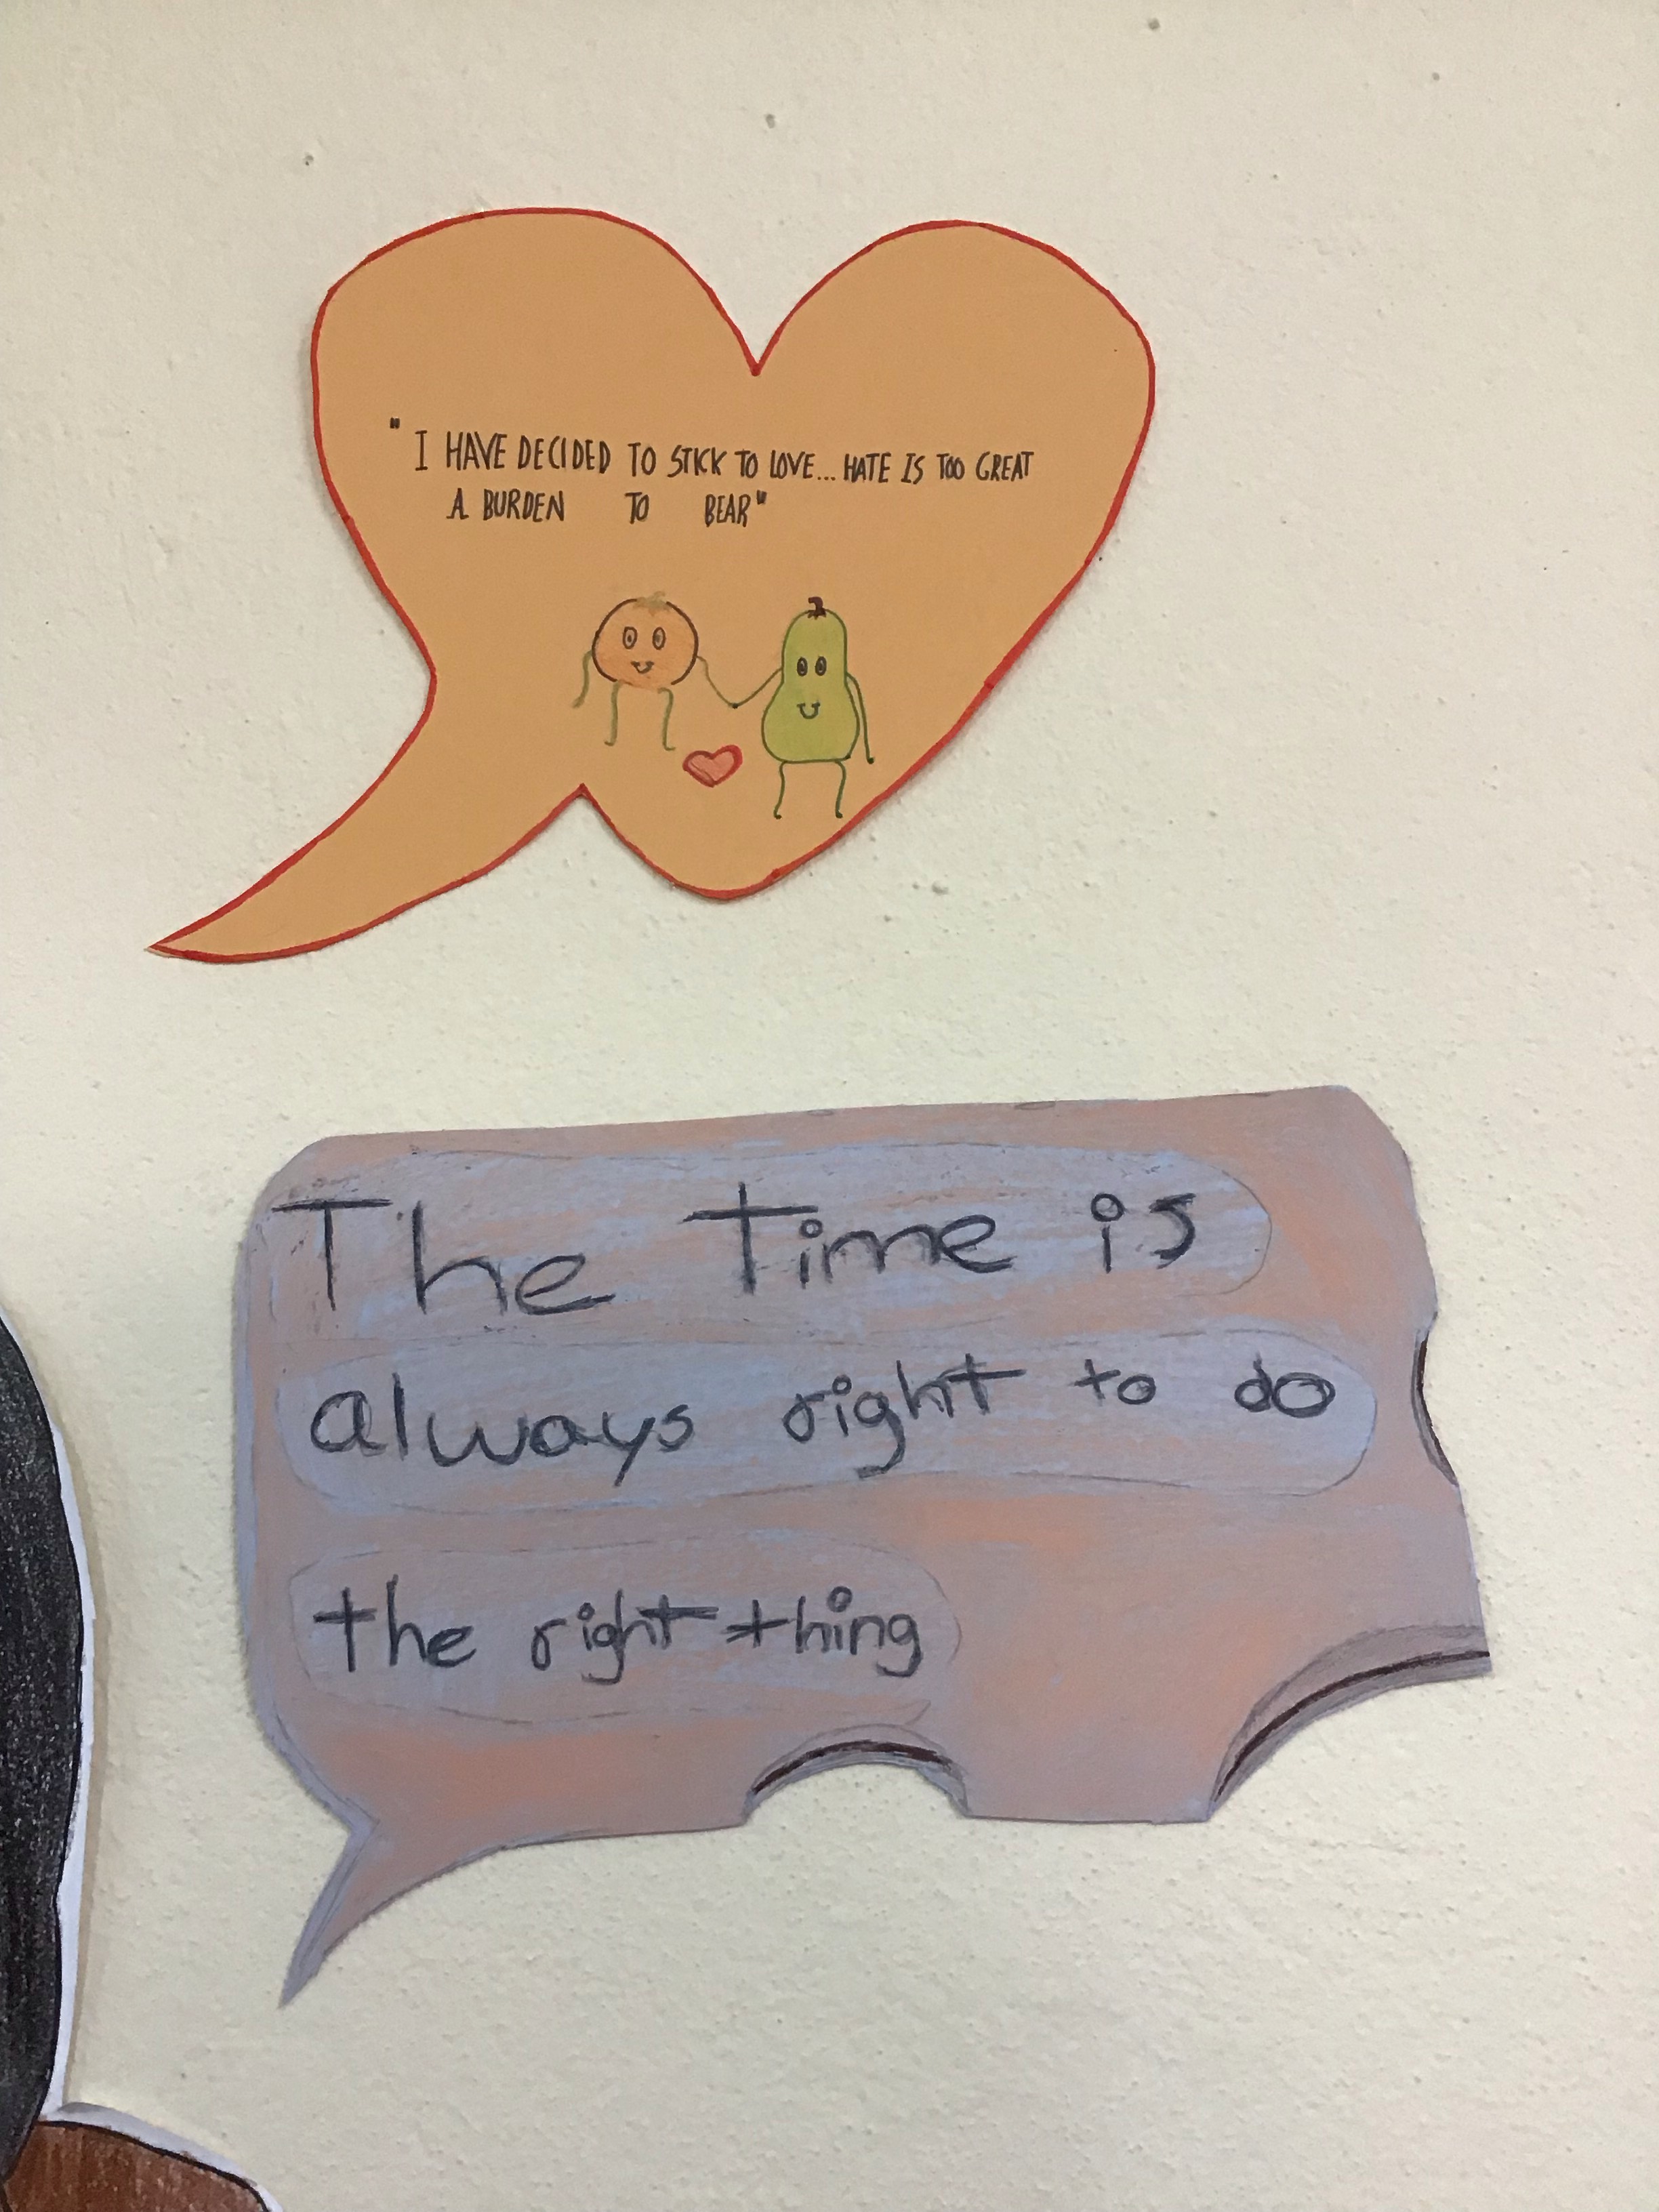 "I HAVE DECIDED TO STICK TO LOVE... HATE IS TOO GREAT
A BURDEN TO BEAR"
The time is
always right to do
the right thing